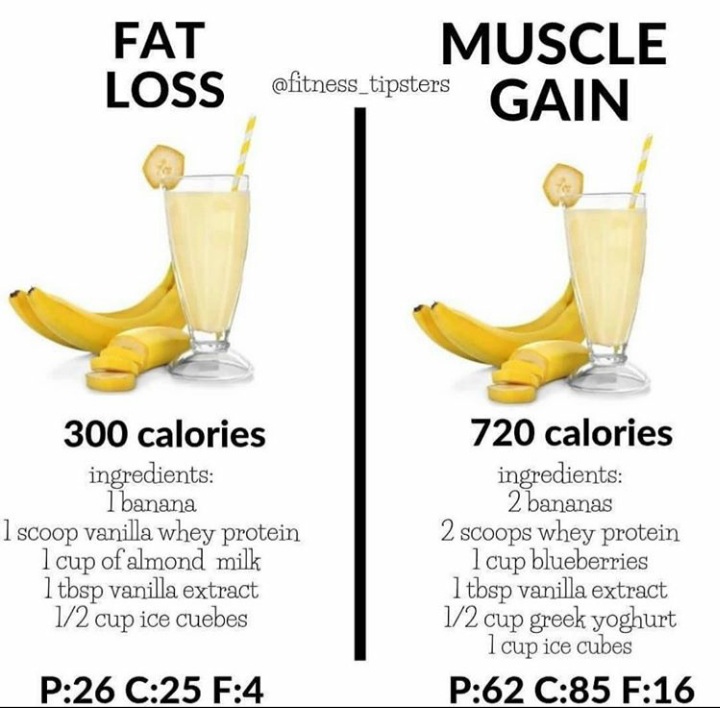 FAT
LOSS
@fitness_tipsters
MUSCLE
GAIN
300 calories
ingredients:
1 banana
1 scoop vanilla whey protein
1 cup of almond milk
1 tbsp vanilla extract
1/2 cup ice cuebes
P:26 C:25 F:4
720 calories
ingredients:
2 bananas
2 scoops whey protein
1 cup blueberries
1 tbsp vanilla extract
1/2 cup greek yoghurt
1 cup ice cubes
P:62 C:85 F:16